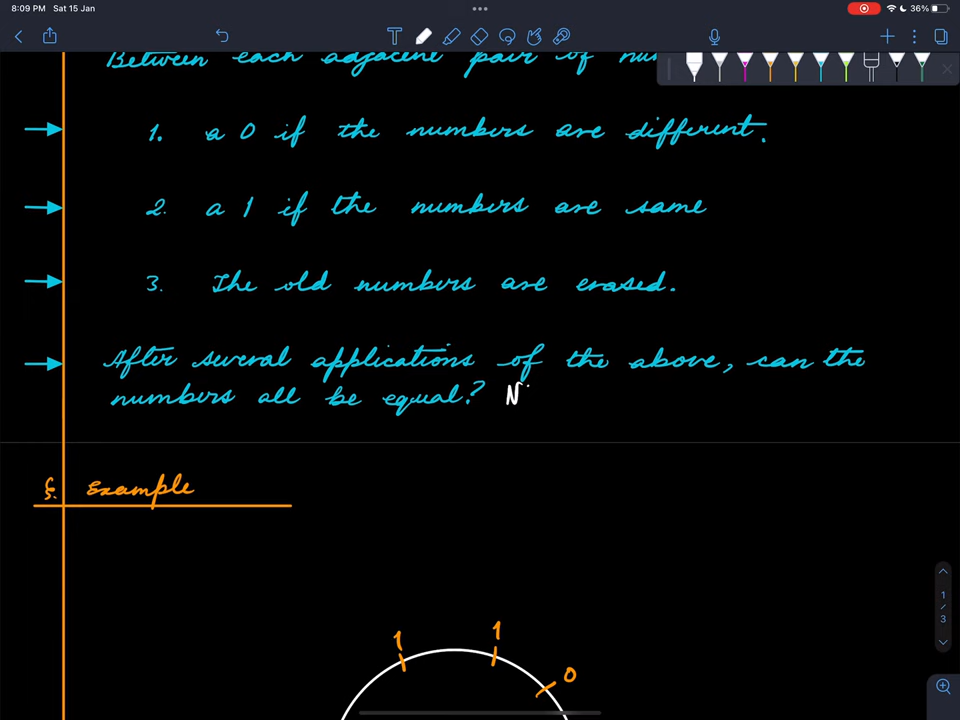 8:09 PM Sat 15 Jan
36%
Between each adjacent pair of
1. a 0 if the numbers are different.
2. a 1 if the numbers are same
3. The old numbers are erased.
After several applications of the above, can the
numbers all be equal? N
§. Example
1
/
3
1 1
0